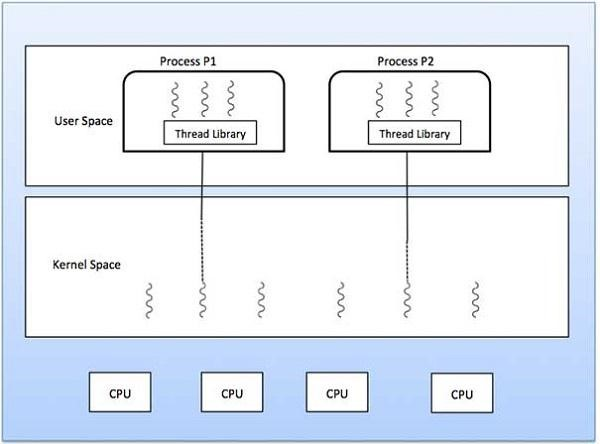 Process P1
Process P2
User Space
Thread Library
Thread Library
Kernel Space
CPU
CPU
CPU
CPU